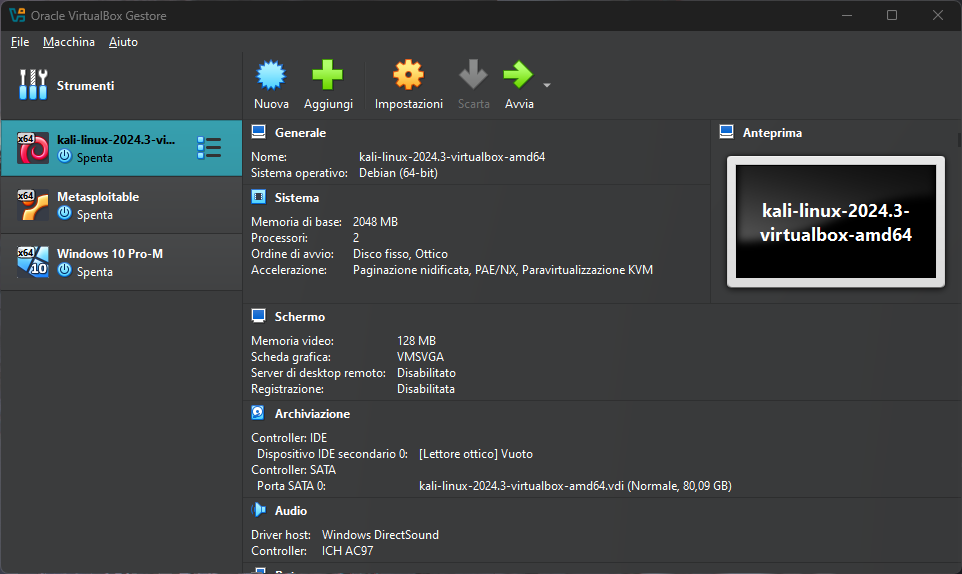 Oracle VirtualBox Gestore
File Macchina Aiuto
Strumenti
x64
kali-linux-2024.3-vi...
Spenta
x64
Metasploitable
Spenta
x64
10
Windows 10 Pro-M
Spenta
Nuova Aggiungi Impostazioni Scarta Avvia
Generale
Nome: kali-linux-2024.3-virtualbox-amd64
Sistema operativo: Debian (64-bit)
Sistema
Memoria di base: 2048 MB
Processori: 2
Ordine di avvio: Disco fisso, Ottico
Accelerazione: Paginazione nidificata, PAE/NX, Paravirtualizzazione KVM
Anteprima
kali-linux-2024.3-
virtualbox-amd64
Schermo
Memoria video: 128 MB
Scheda grafica: VMSVGA
Server di desktop remoto: Disabilitato
Registrazione: Disabilitata
Archiviazione
Controller: IDE
Dispositivo IDE secondario 0: [Lettore ottico] Vuoto
Controller: SATA
Porta SATA 0: kali-linux-2024.3-virtualbox-amd64.vdi (Normale, 80,09 GB)
Audio
Driver host: Windows DirectSound
Controller: ICH AC97